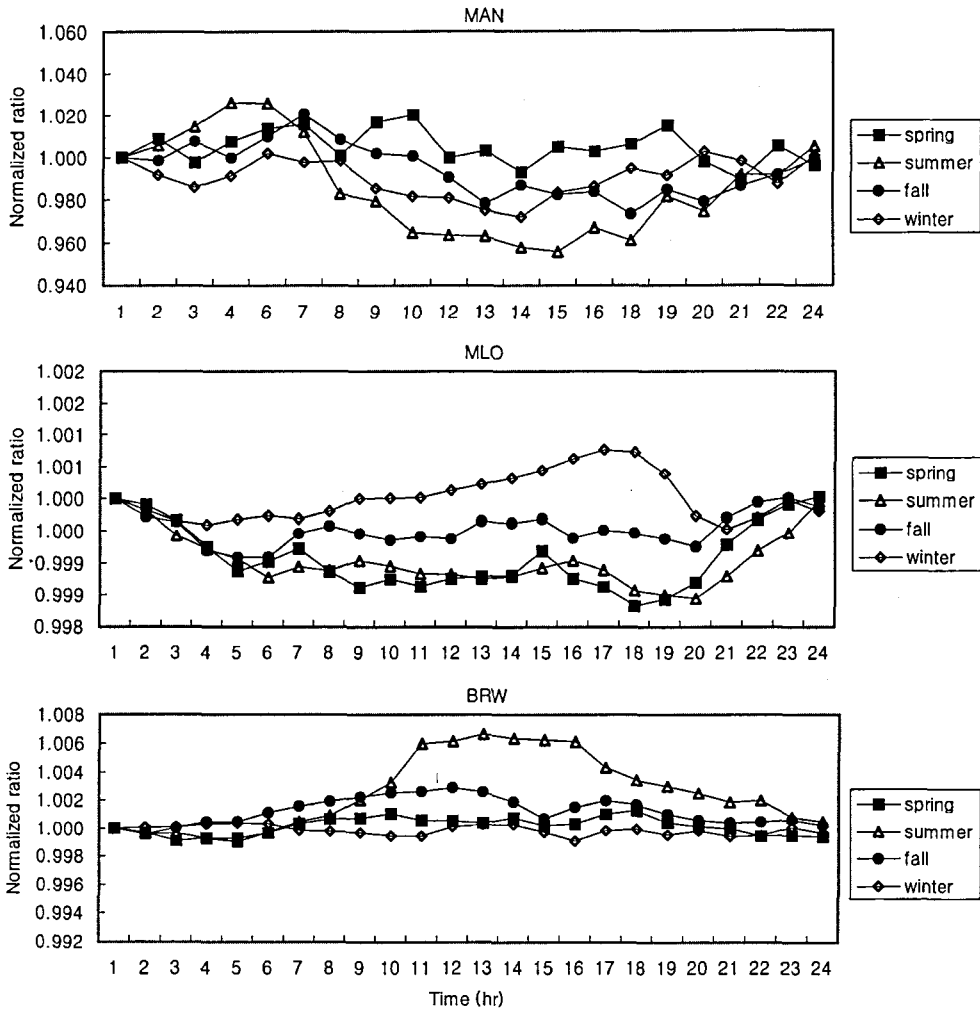 MAN
Normalized ratio
1.060
1.040
1.020
1.000
0.980
0.960
0.940
1 2 3 4 6 7 8 9 10 12 13 14 15 16 18 19 20 21 22 24
spring
summer
fall
winter
MLO
Normalized ratio
1.002
1.002
1.001
1.001
1.000
1.000
0.999
0.999
0.998
1 2 3 4 5 6 7 8 9 10 11 12 13 14 15 16 17 18 19 20 21 22 23 24
spring
summer
fall
winter
BRW
Normalized ratio
1.008
1.006
1.004
1.002
1.000
0.998
0.996
0.994
0.992
1 2 3 4 5 6 7 8 9 10 11 12 13 14 15 16 17 18 19 20 21 22 23 24
Time (hr)
spring
summer
fall
winter